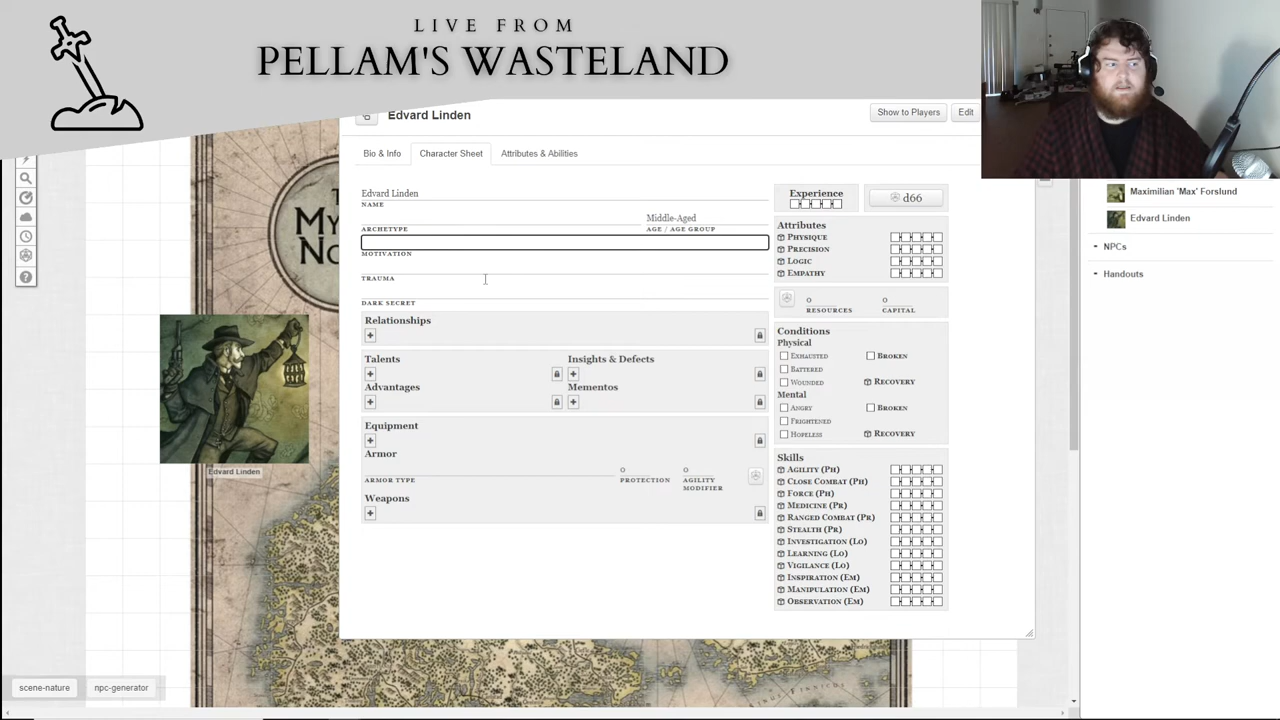 LIVE FROM
PELLAM'S WASTELAND
Edvard Linden
Show to Players
Edit
Bio & Info
Character Sheet
Attributes & Abilities
Maximilian 'Max' Forslund
Edvard Linden
NPCs
Handouts
Edvard Linden
NAME
Middle-Aged
ARCHETYPE
AGE / AGE GROUP
MOTIVATION
TRAUMA
DARK SECRET
Relationships
Talents
Insights & Defects
Advantages
Mementos
Equipment
Armor
0
0
ARMOR TYPE
PROTECTION
AGILITY
MODIFIER
Weapons
Experience
d66
Attributes
PHYSIQUE
PRECISION
LOGIC
EMPATHY
0
0
RESOURCES
CAPITAL
Conditions
Physical
EXHAUSTED
BROKEN
BATTERED
WOUNDED
RECOVERY
Mental
ANGRY
BROKEN
FRIGHTENED
HOPELESS
RECOVERY
Skills
AGILITY (PH)
CLOSE COMBAT (PH)
FORCE (PH)
MEDICINE (PR)
RANGED COMBAT (PR)
STEALTH (PR)
INVESTIGATION (LO)
LEARNING (LO)
VIGILANCE (LO)
INSPIRATION (EM)
MANIPULATION (EM)
OBSERVATION (EM)
Edvard Linden
scene-nature
npc-generator